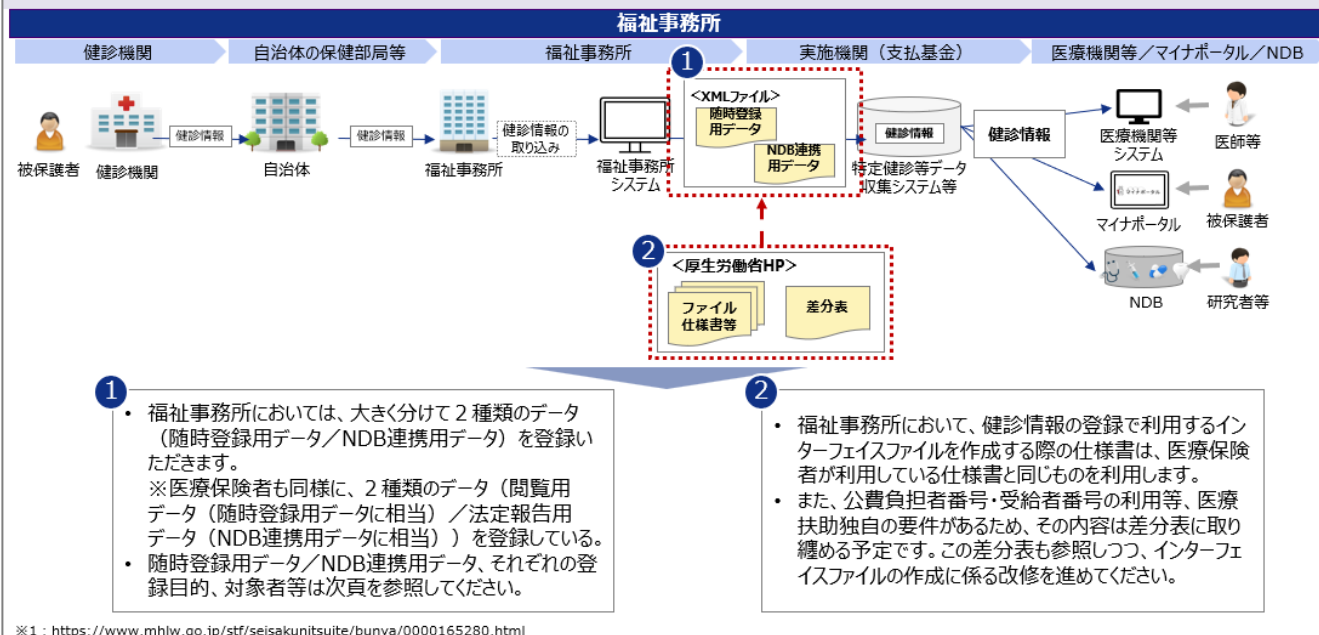 福祉事務所
健診機関
自治体の保健部局等
福祉事務所
実施機関（支払基金）
医療機関等／マイナポータル／NDB
1
<XMLファイル>
随時登録
用データ
NDB連携
用データ
被保護者
健診機関
健診情報
自治体
健診情報
福祉事務所
健診情報の
取り込み
福祉事務所
システム
健診情報
特定健診等データ
収集システム等
健診情報
医療機関等
システム
医師等
マイナポータル
マイナポータル
被保護者
NDB
研究者等
2
＜厚生労働省HP＞
ファイル
仕様書等
差分表
1
• 福祉事務所においては、大きく分けて２種類のデータ
（随時登録用データ／NDB連携用データ）を登録い
ただきます。
※医療保険者も同様に、２種類のデータ（閲覧用
データ（随時登録用データに相当）／法定報告用
データ（NDB連携用データに相当））を登録している。
• 随時登録用データ／NDB連携用データ、それぞれの登
録目的、対象者等は次頁を参照してください。
2
• 福祉事務所において、健診情報の登録で利用するイン
ターフェイスファイルを作成する際の仕様書は、医療保険
者が利用している仕様書と同じものを利用します。
• また、公費負担者番号・受給者番号の利用等、医療
扶助独自の要件があるため、その内容は差分表に取り
纏める予定です。この差分表も参照しつつ、インターフェ
イスファイルの作成に係る改修を進めてください。
※1：https://www.mhlw.go.jp/stf/seisakunitsuite/bunya/0000165280.html